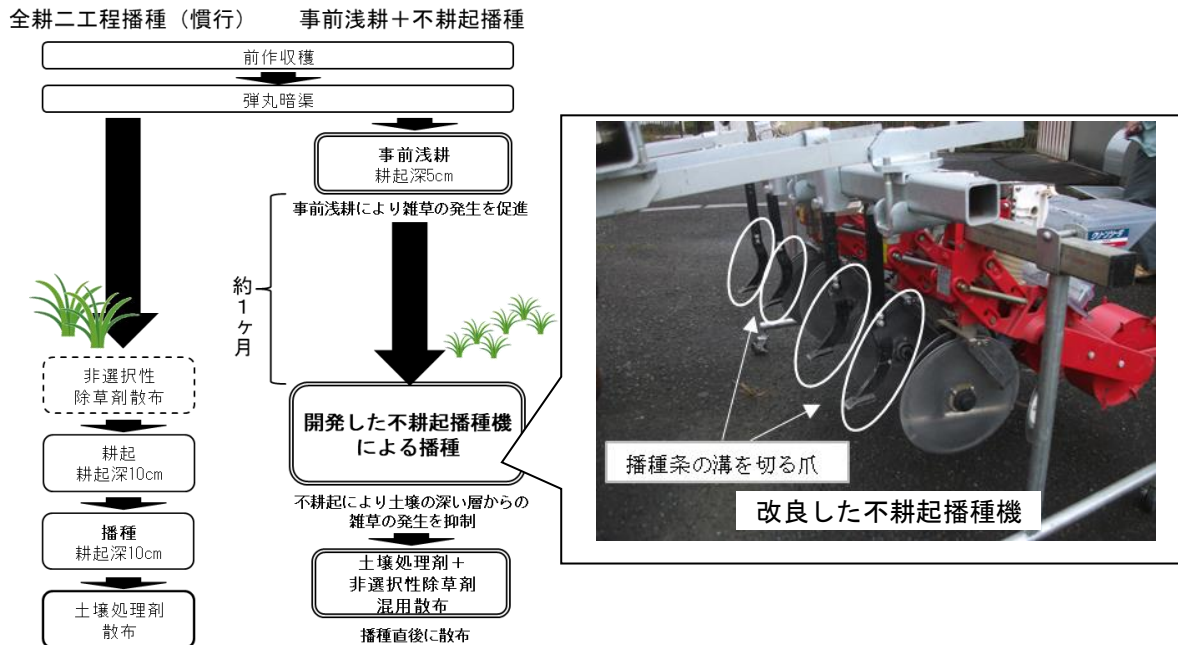 全耕二工程播種（慣行）
事前浅耕＋不耕起播種
前作収穫
弾丸暗渠
非選択性
除草剤散布
耕起
耕起深10cm
播種
耕起深10cm
土壌処理剤
散布
事前浅耕
耕起深5cm
事前浅耕により雑草の発生を促進
約1ヶ月
開発した不耕起播種機
による播種
不耕起により土壌の深い層からの
雑草の発生を抑制
土壌処理剤＋
非選択性除草剤
混用散布
播種直後に散布
播種条の溝を切る爪
改良した不耕起播種機